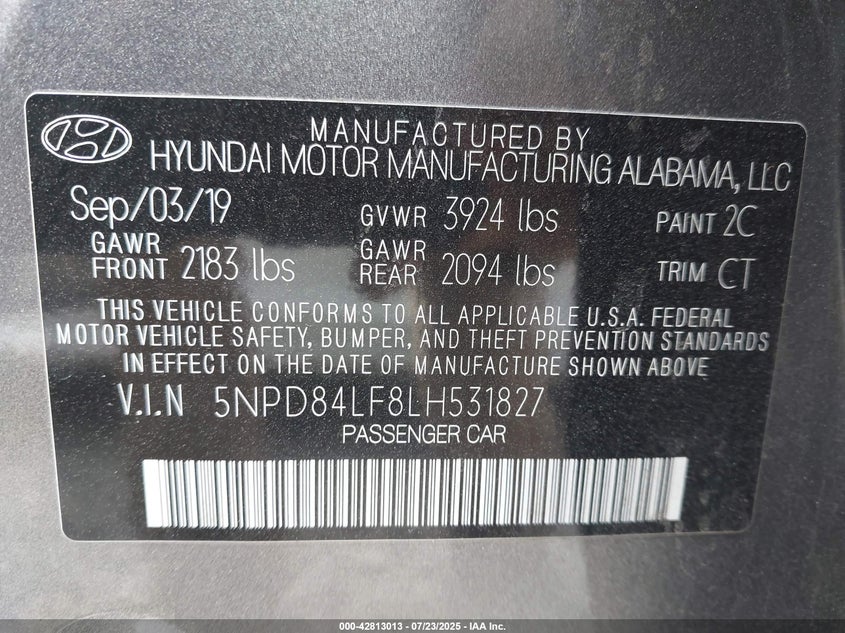 MANUFACTURED BY
HYUNDAI MOTOR MANUFACTURING ALABAMA, LLC
Sep/03/19 GVWR 3924 lbs PAINT 2C
GAWR FRONT 2183 lbs GAWR REAR 2094 lbs TRIM CT
THIS VEHICLE CONFORMS TO ALL APPLICABLE U.S.A. FEDERAL
MOTOR VEHICLE SAFETY, BUMPER, AND THEFT PREVENTION STANDARDS
IN EFFECT ON THE DATE OF MANUFACTURE SHOWN ABOVE
V.I.N 5NPD84LF8LH531827
PASSENGER CAR
000-42813013 - 07/23/2025 - IAA Inc.